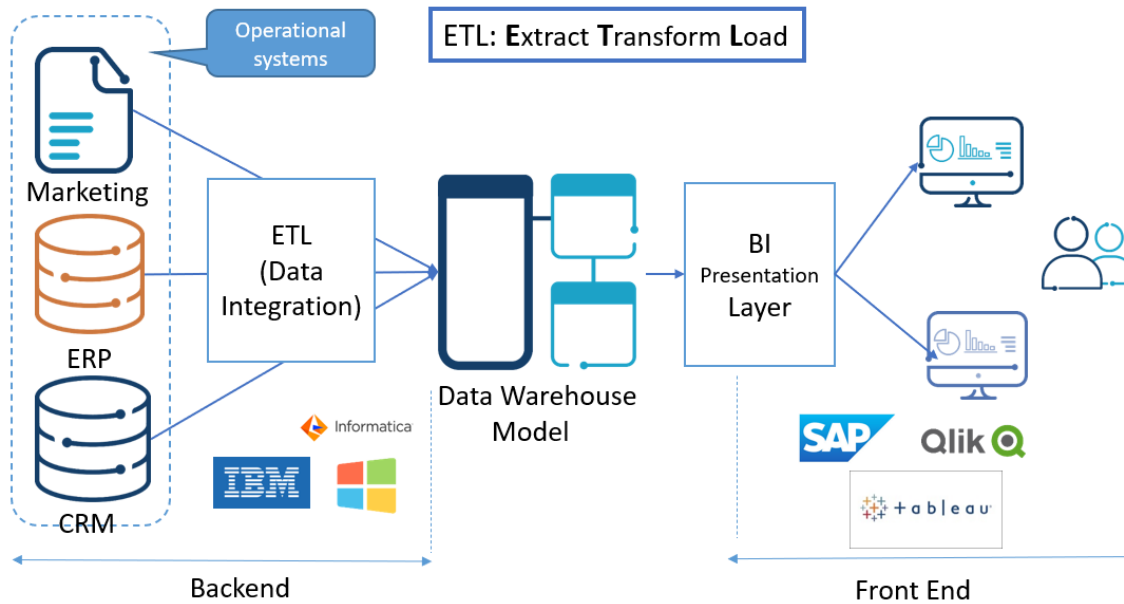 Operational
systems
ETL: Extract Transform Load
Marketing
ERP
CRM
ETL
(Data
Integration)
Informatica
IBM
Data Warehouse
Model
BI
Presentation
Layer
SAP
Qlik
+ableau
Backend
Front End